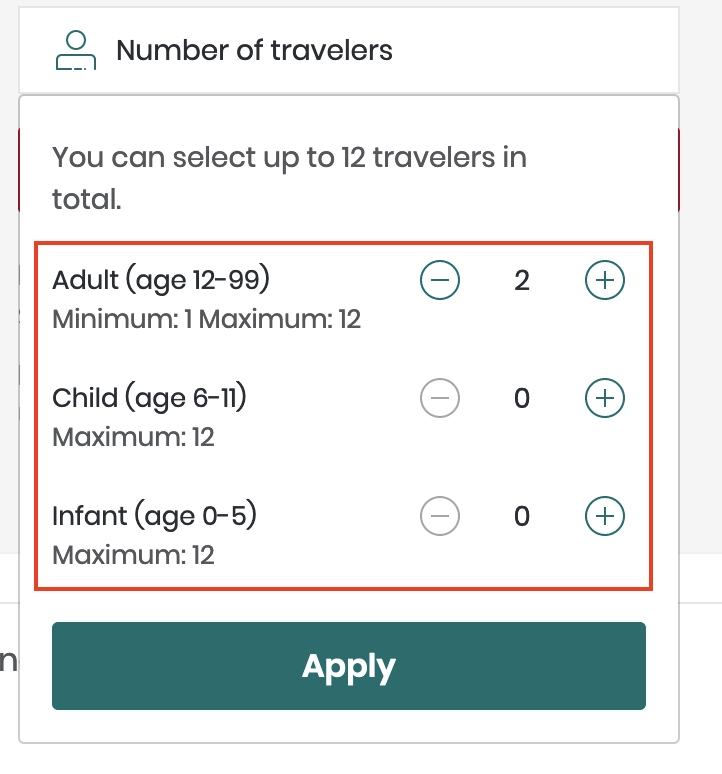 Number of travelers
You can select up to 12 travelers in
total.
Adult (age 12-99)
2
Minimum: 1 Maximum: 12
Child (age 6-11)
0
Maximum: 12
Infant (age 0-5)
0
Maximum: 12
n
Apply